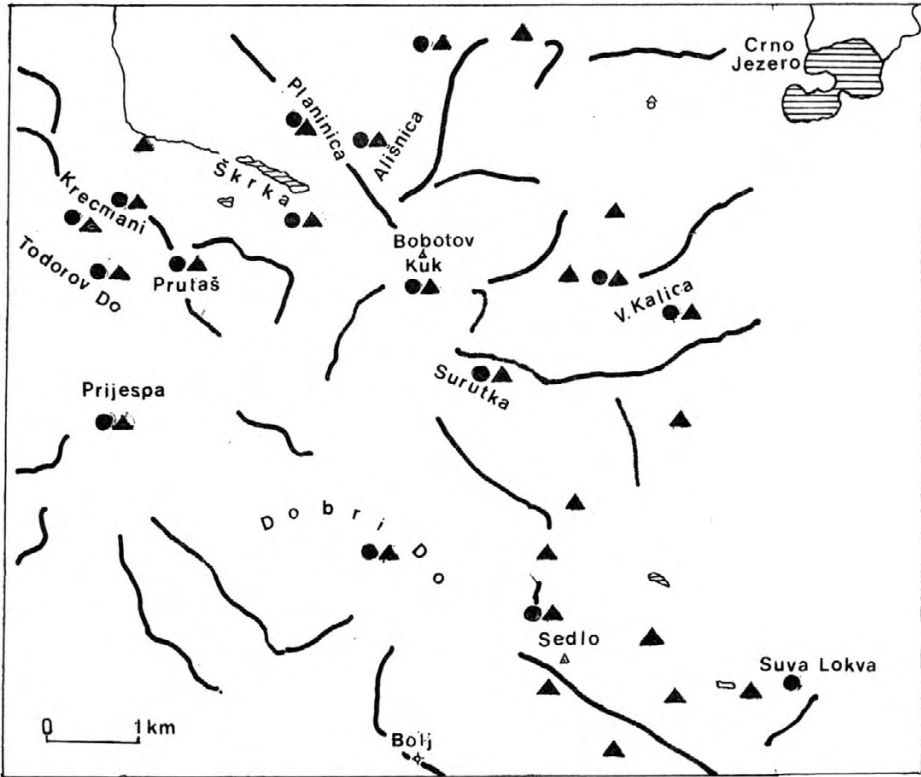 Crno
Jezero
Planinica
Ališnica
Škrka
Krecmani
Todorov Do
Prutaš
Bobotov
Kuk
V. Kalica
Surutka
Prijespa
Dobri Do
Sedlo
Suva Lokva
Bolj
0 1km